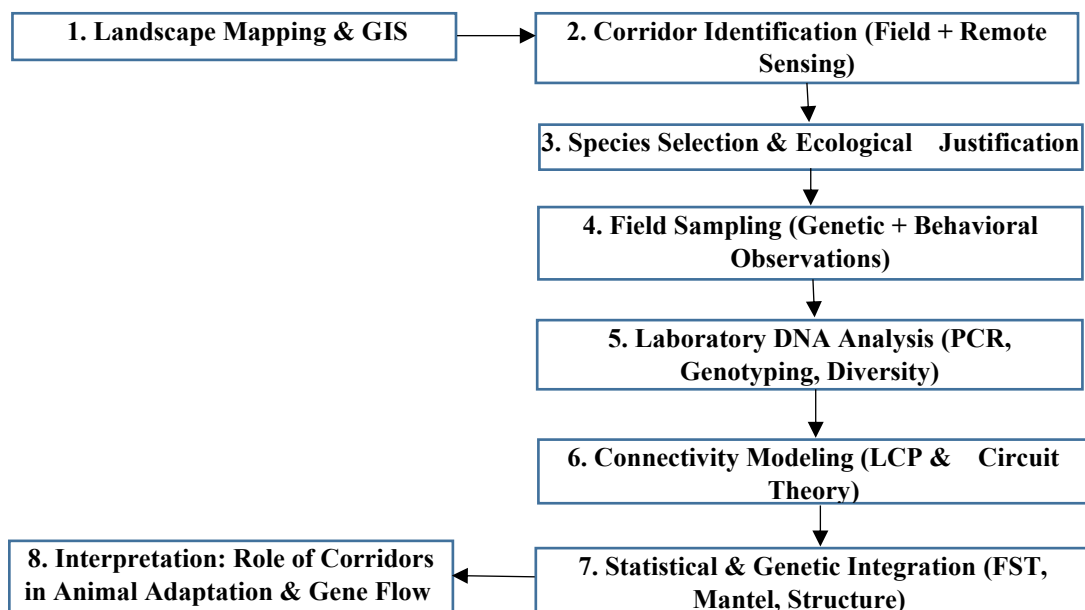 1. Landscape Mapping & GIS
2. Corridor Identification (Field + Remote
Sensing)
3. Species Selection & Ecological Justification
4. Field Sampling (Genetic + Behavioral
Observations)
5. Laboratory DNA Analysis (PCR,
Genotyping, Diversity)
6. Connectivity Modeling (LCP & Circuit
Theory)
7. Statistical & Genetic Integration (FST,
Mantel, Structure)
8. Interpretation: Role of Corridors
in Animal Adaptation & Gene Flow